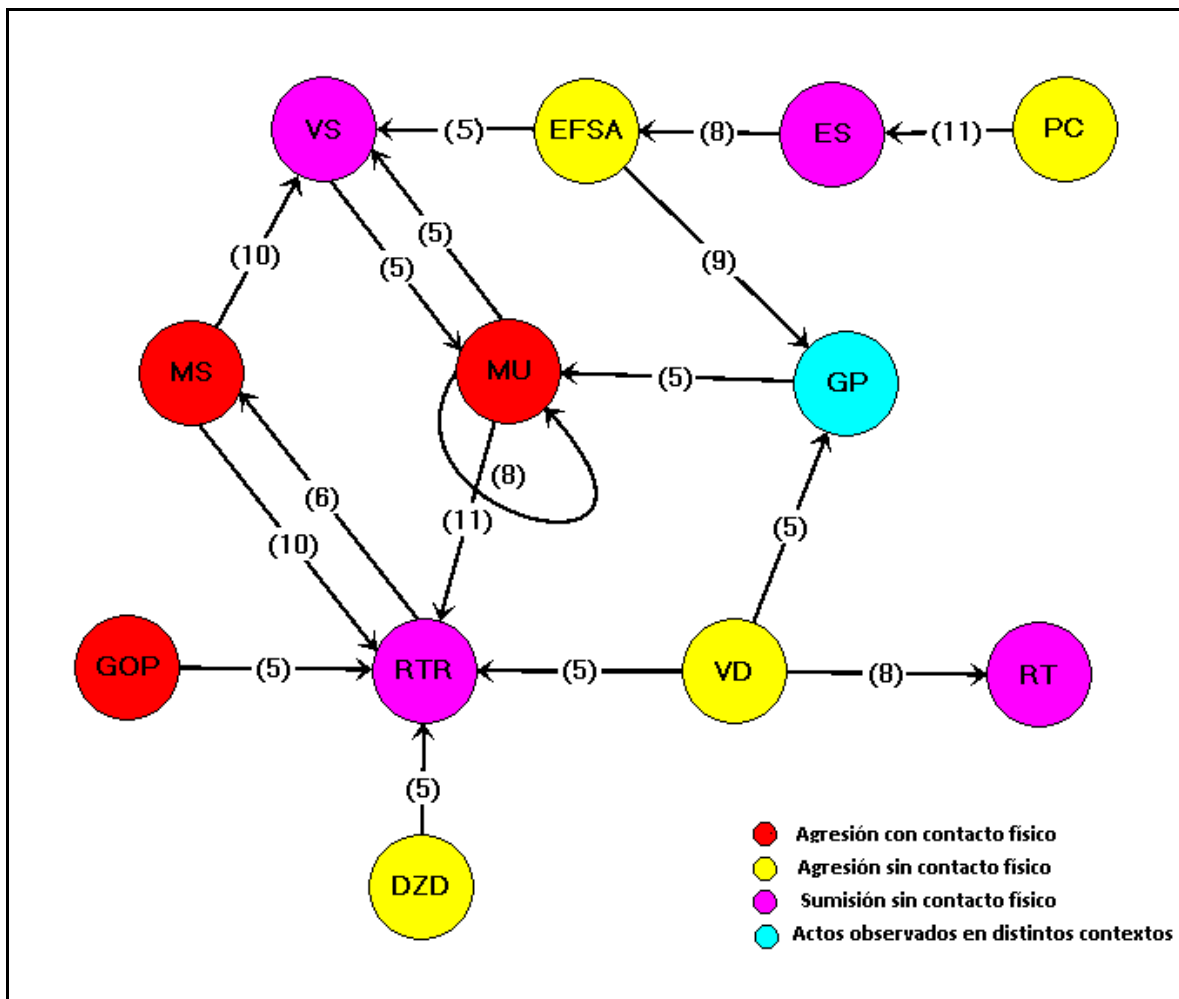 VS
(5)
EFSA
(8)
ES
(11)
PC
(10)
(5)
(5)
(9)
MS
MU
(5)
GP
(6)
(8)
(10)
(11)
(5)
GOP
(5)
RTR
(5)
VD
(8)
RT
(5)
DZD
Agresión con contacto físico
Agresión sin contacto físico
Sumisión sin contacto físico
Actos observados en distintos contextos